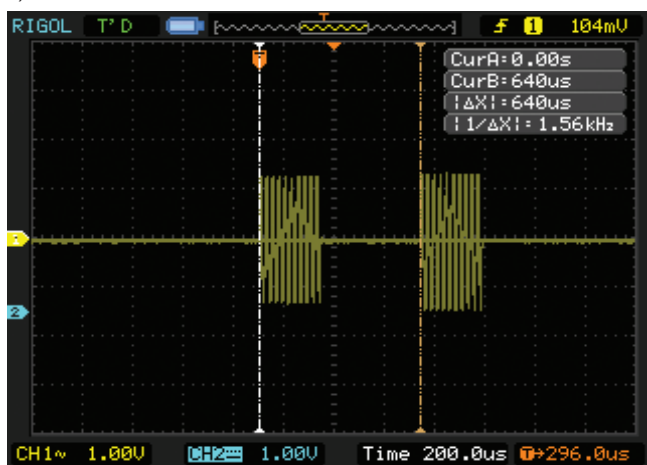 RIGOL T'D T f 1 104mV
T
CurA=0.00s
CurB=640us
|ΔX|=640us
|1/ΔX|=1.56kHz
1
2
CH1~ 1.00V CH2 1.00V Time 200.0us T→296.0us